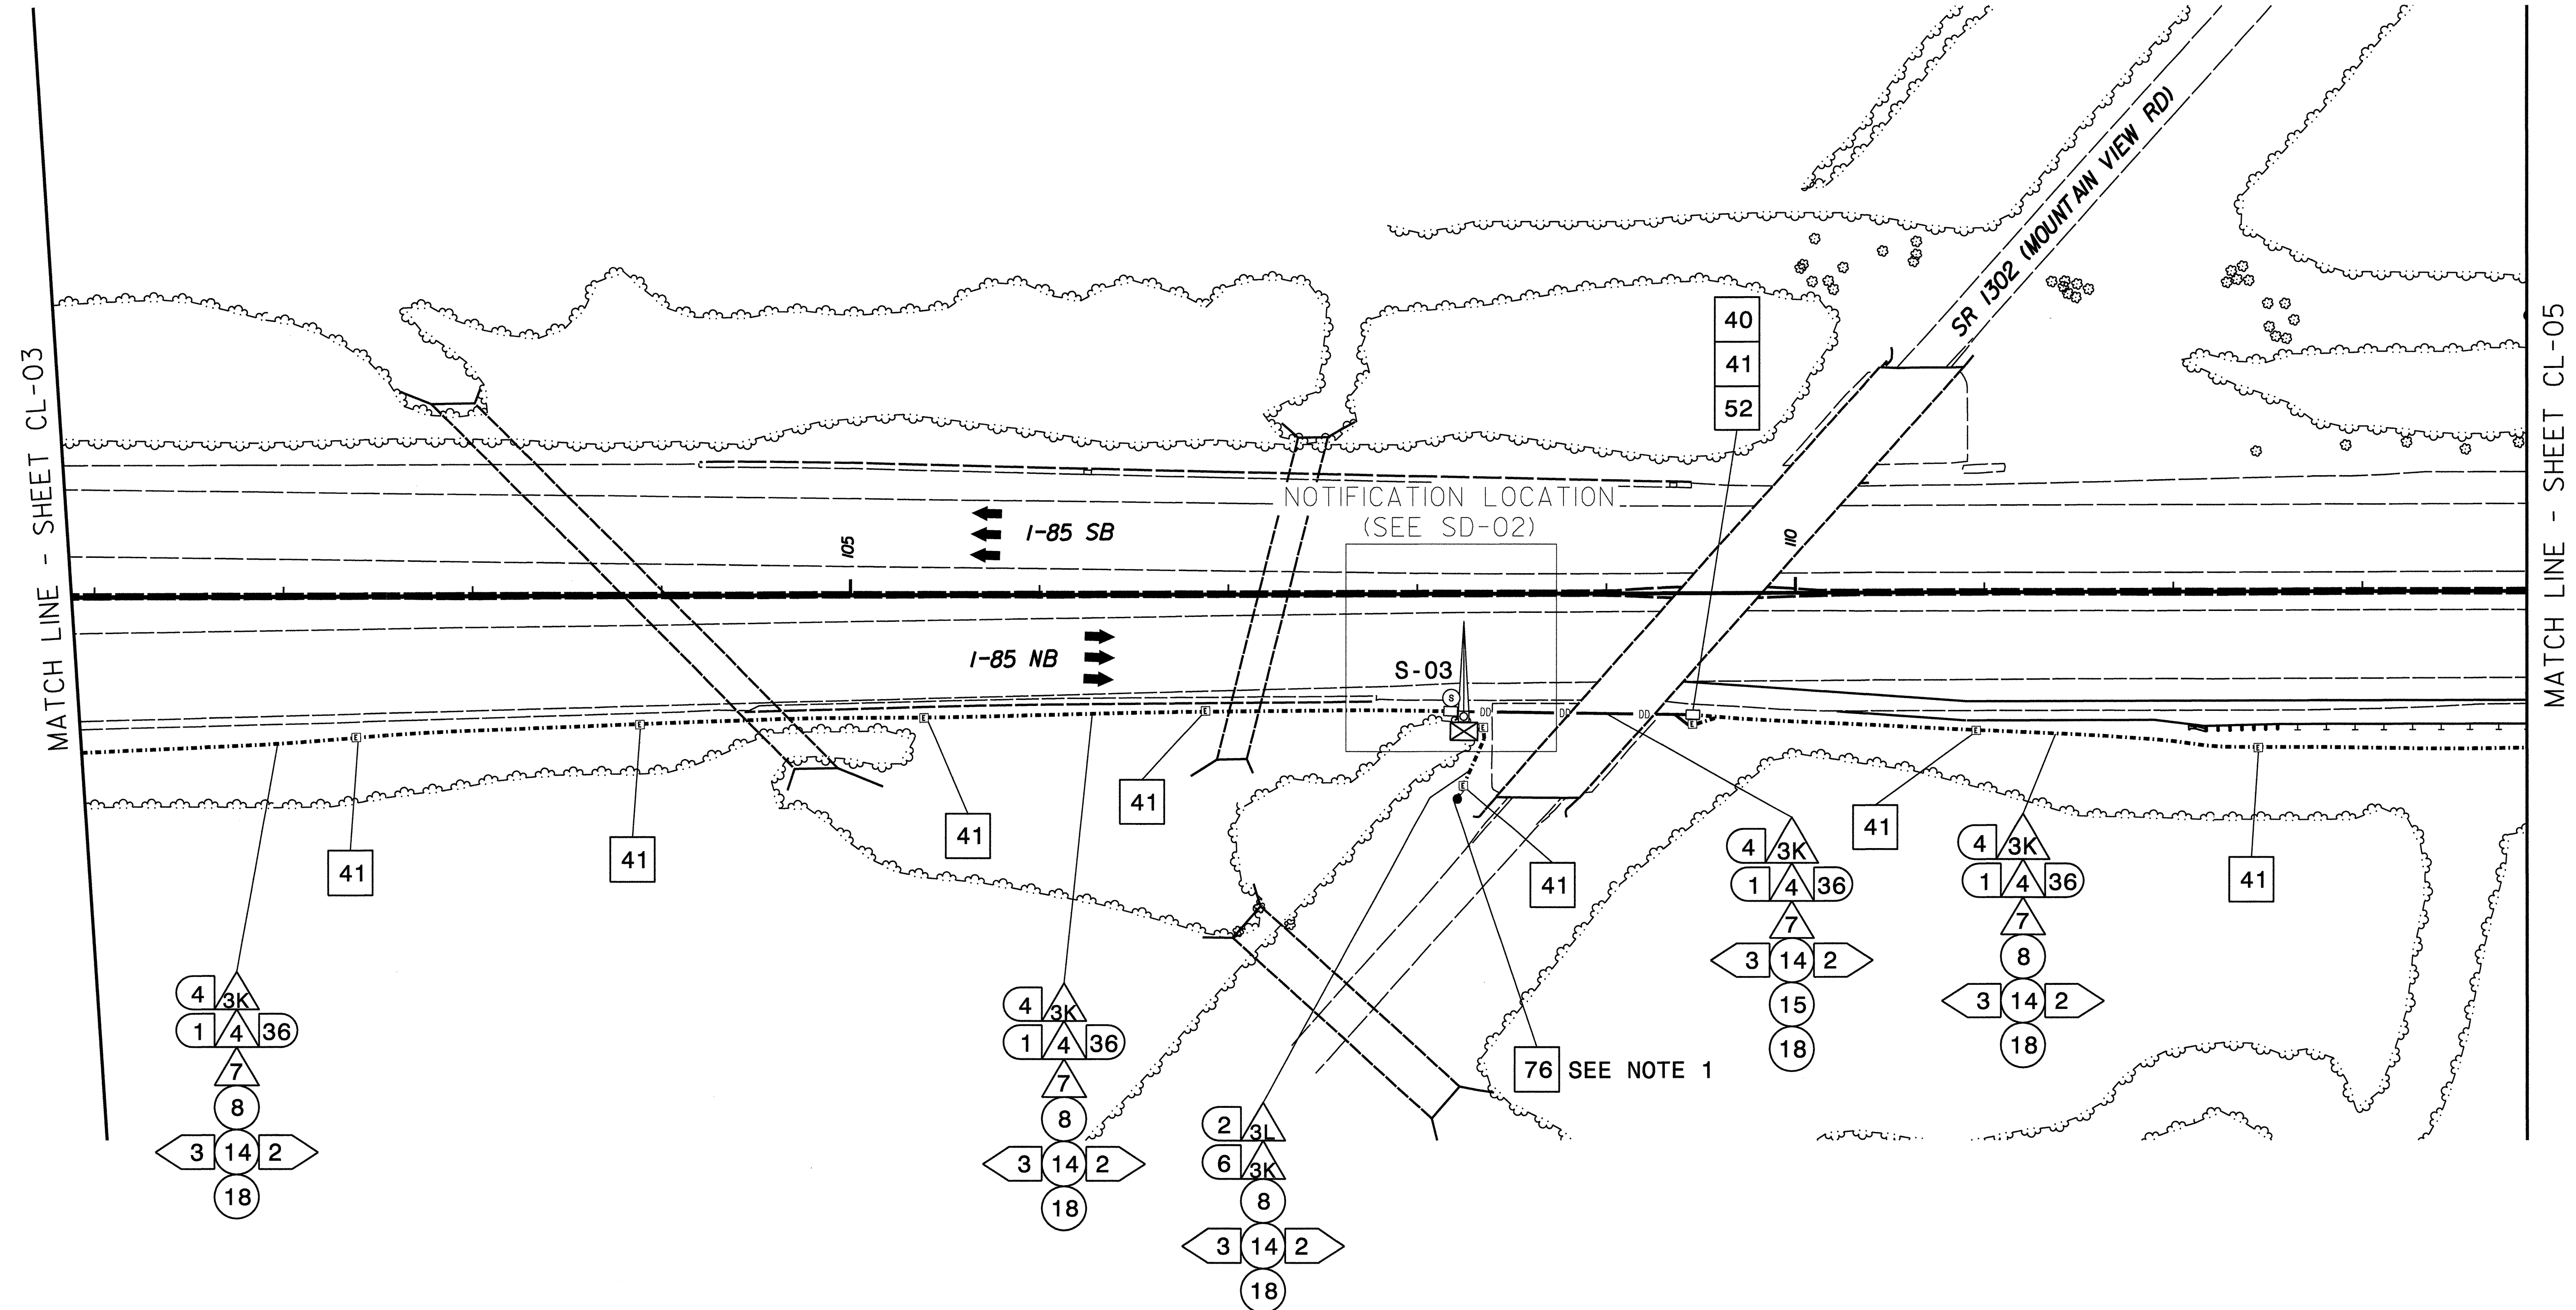 MATCH LINE - SHEET CL-03
MATCH LINE - SHEET CL-05
SR 1302 (MOUNTAIN VIEW RD)
40
41
52
NOTIFICATION LOCATION
(SEE SD-02)
I-85 SB
105
110
I-85 NB
S-03
S
E
E
E
E
DD
DD
DD
E
E
E
E
E
41
41
41
41
41
41
41
4 3K
1 4 36
7
8
3 14 2
18
4 3K
1 4 36
7
8
3 14 2
18
2 3L
6 3K
8
3 14 2
18
76 SEE NOTE 1
4 3K
1 4 36
7
3 14 2
15
18
4 3K
1 4 36
7
8
3 14 2
18